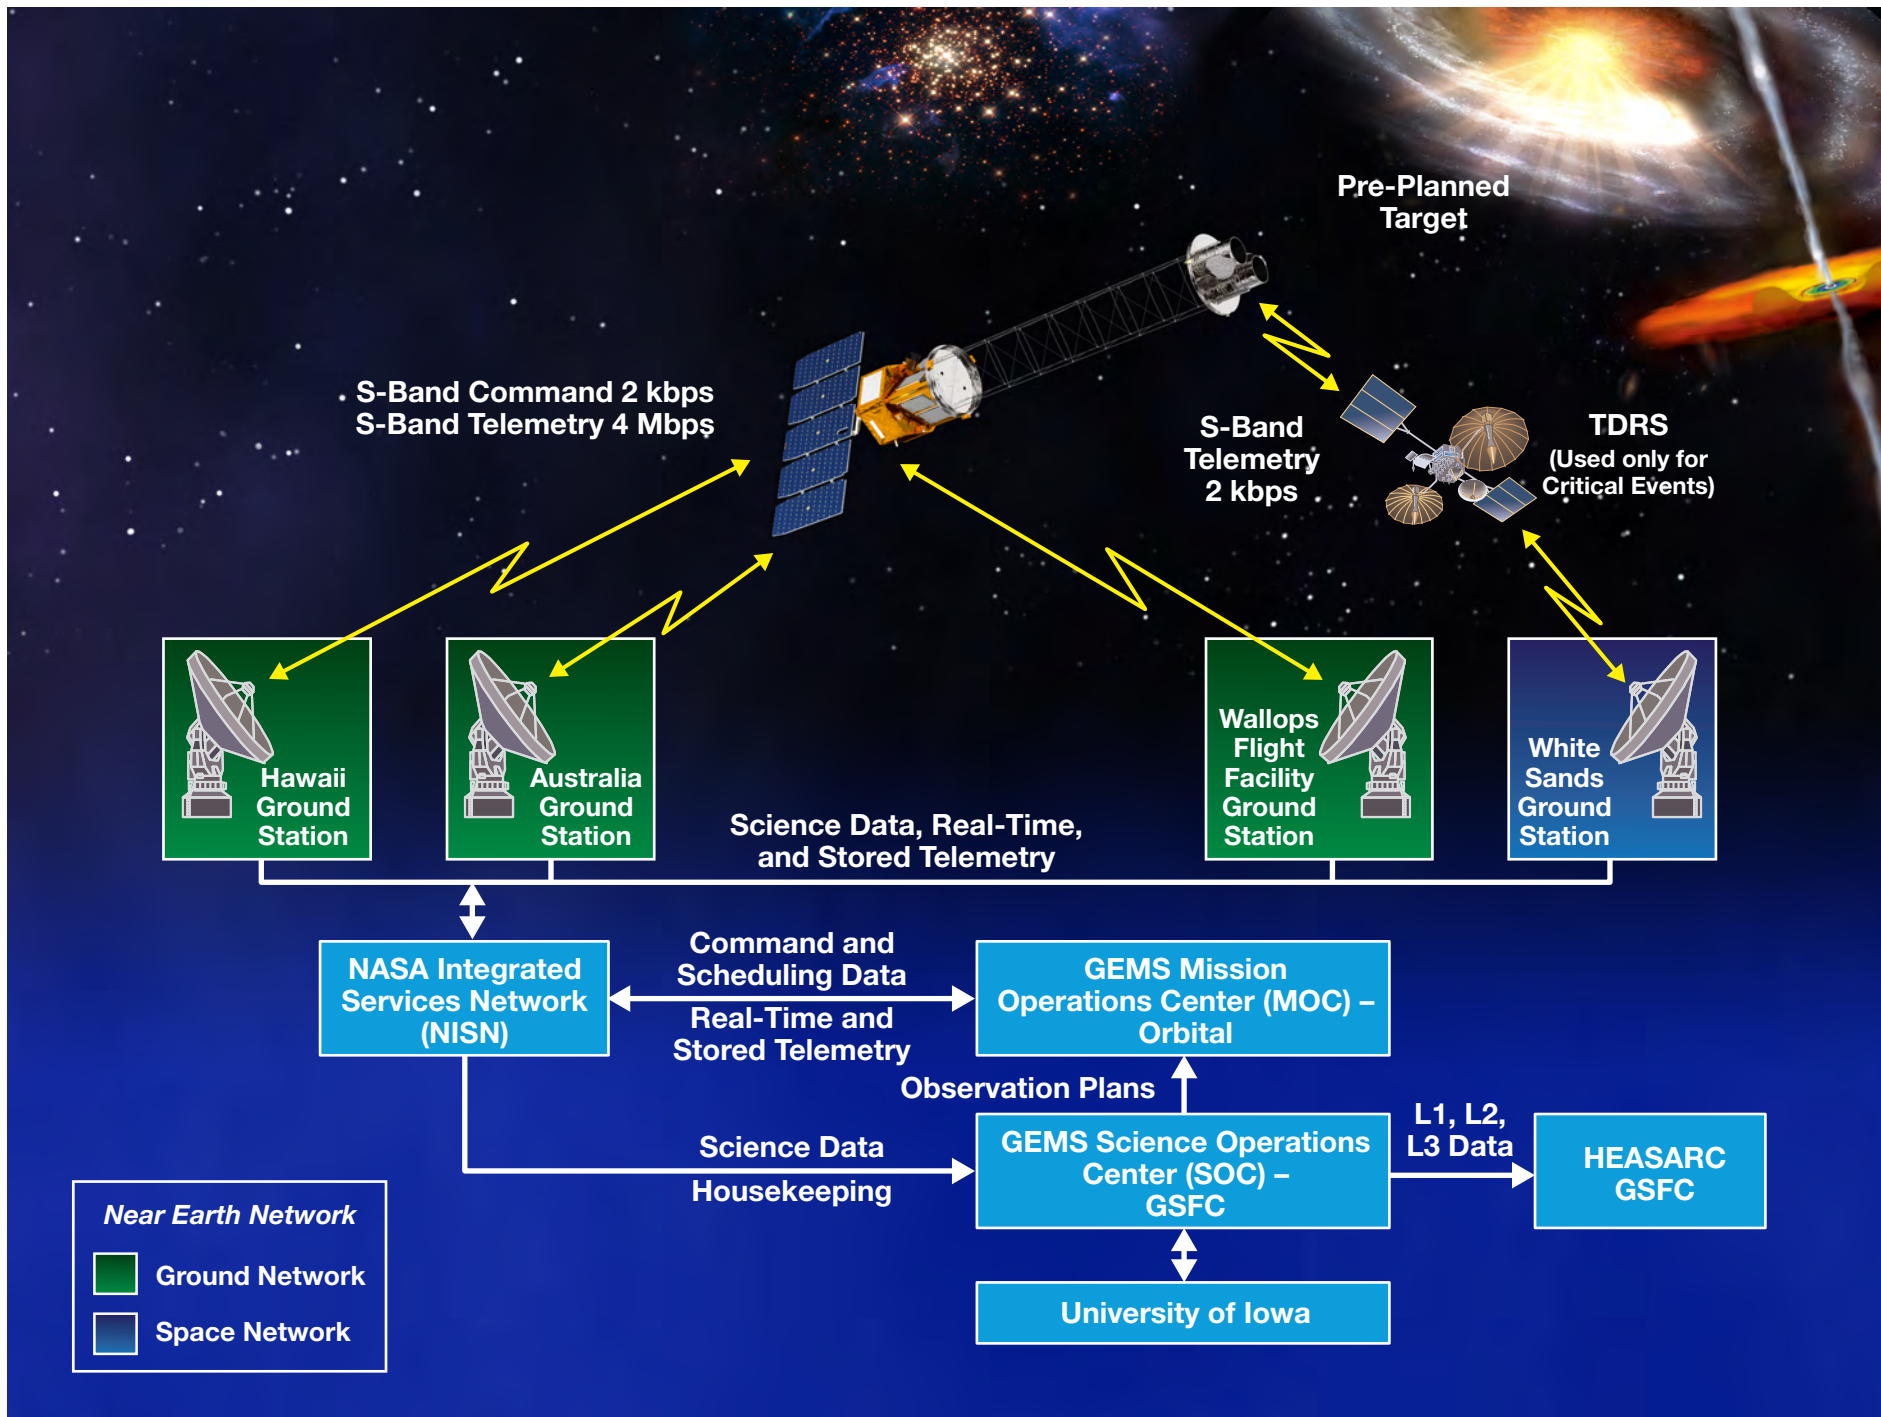 Pre-Planned
Target
S-Band Command 2 kbps
S-Band Telemetry 4 Mbps
S-Band
Telemetry
2 kbps
TDRS
(Used only for
Critical Events)
Hawaii
Ground
Station
Australia
Ground
Station
Wallops
Flight
Facility
Ground
Station
White
Sands
Ground
Station
Science Data, Real-Time,
and Stored Telemetry
NASA Integrated
Services Network
(NISN)
Command and
Scheduling Data
Real-Time and
Stored Telemetry
GEMS Mission
Operations Center (MOC) –
Orbital
Observation Plans
Science Data
Housekeeping
GEMS Science Operations
Center (SOC) –
GSFC
L1, L2,
L3 Data
HEASARC
GSFC
University of Iowa
Near Earth Network
Ground Network
Space Network